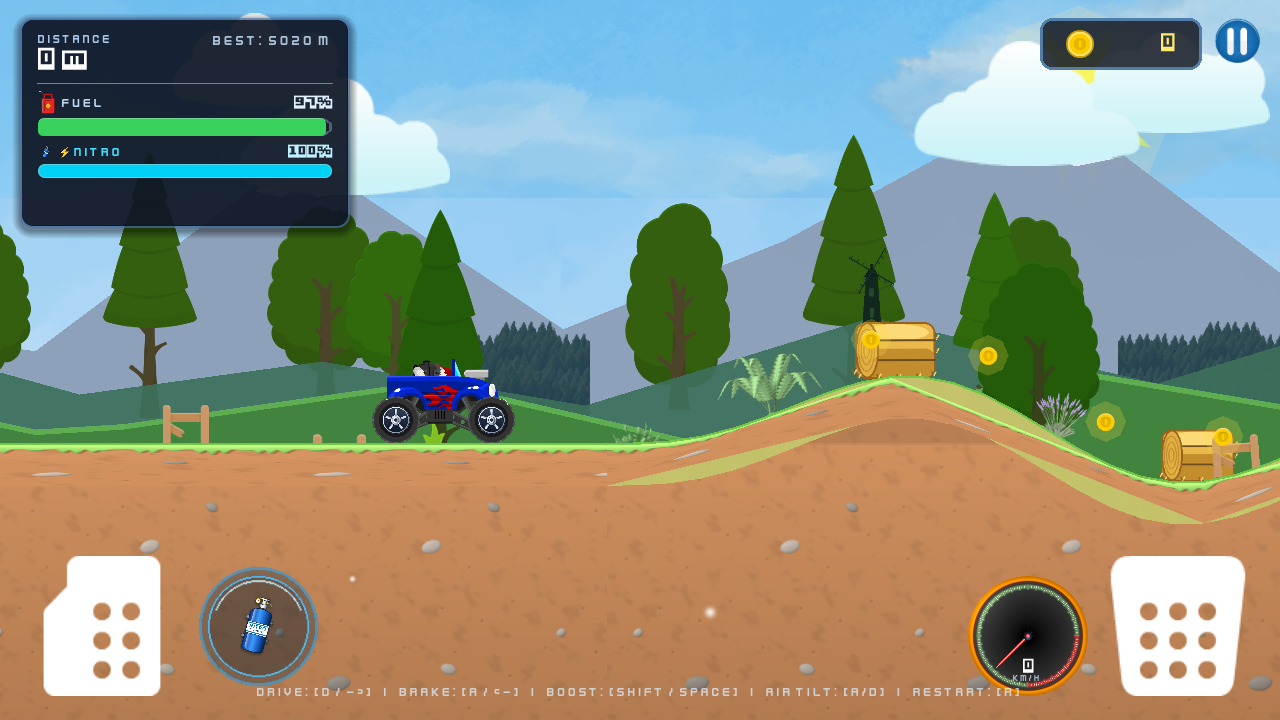 DISTANCE
BEST: 5020 M
0 m
FUEL 97%
⚡NITRO 100%
0
0
KM/H
DRIVE: [D / ->] | BRAKE: [A / <-] | BOOST: [SHIFT / SPACE] | AIR TILT: [A/D] | RESTART: [R]